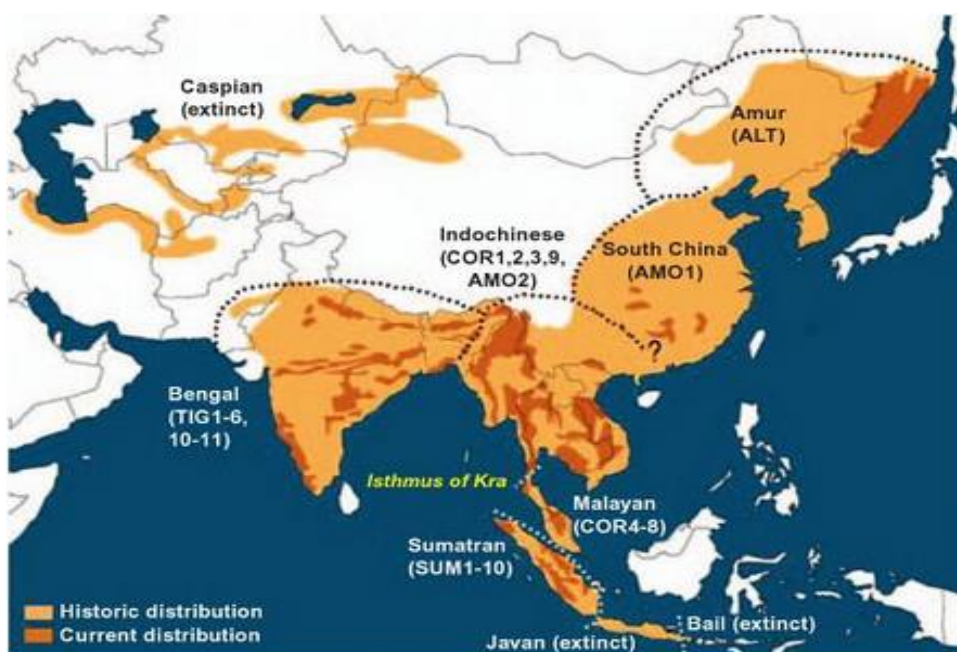 Caspian
(extinct)
Amur
(ALT)
Indochinese
(COR1,2,3,9,
AMO2)
South China
(AMO1)
?
Bengal
(TIG1-6,
10-11)
Isthmus of Kra
Malayan
(COR4-8)
Sumatran
(SUM1-10)
Historic distribution
Current distribution
Bail (extinct)
Javan (extinct)